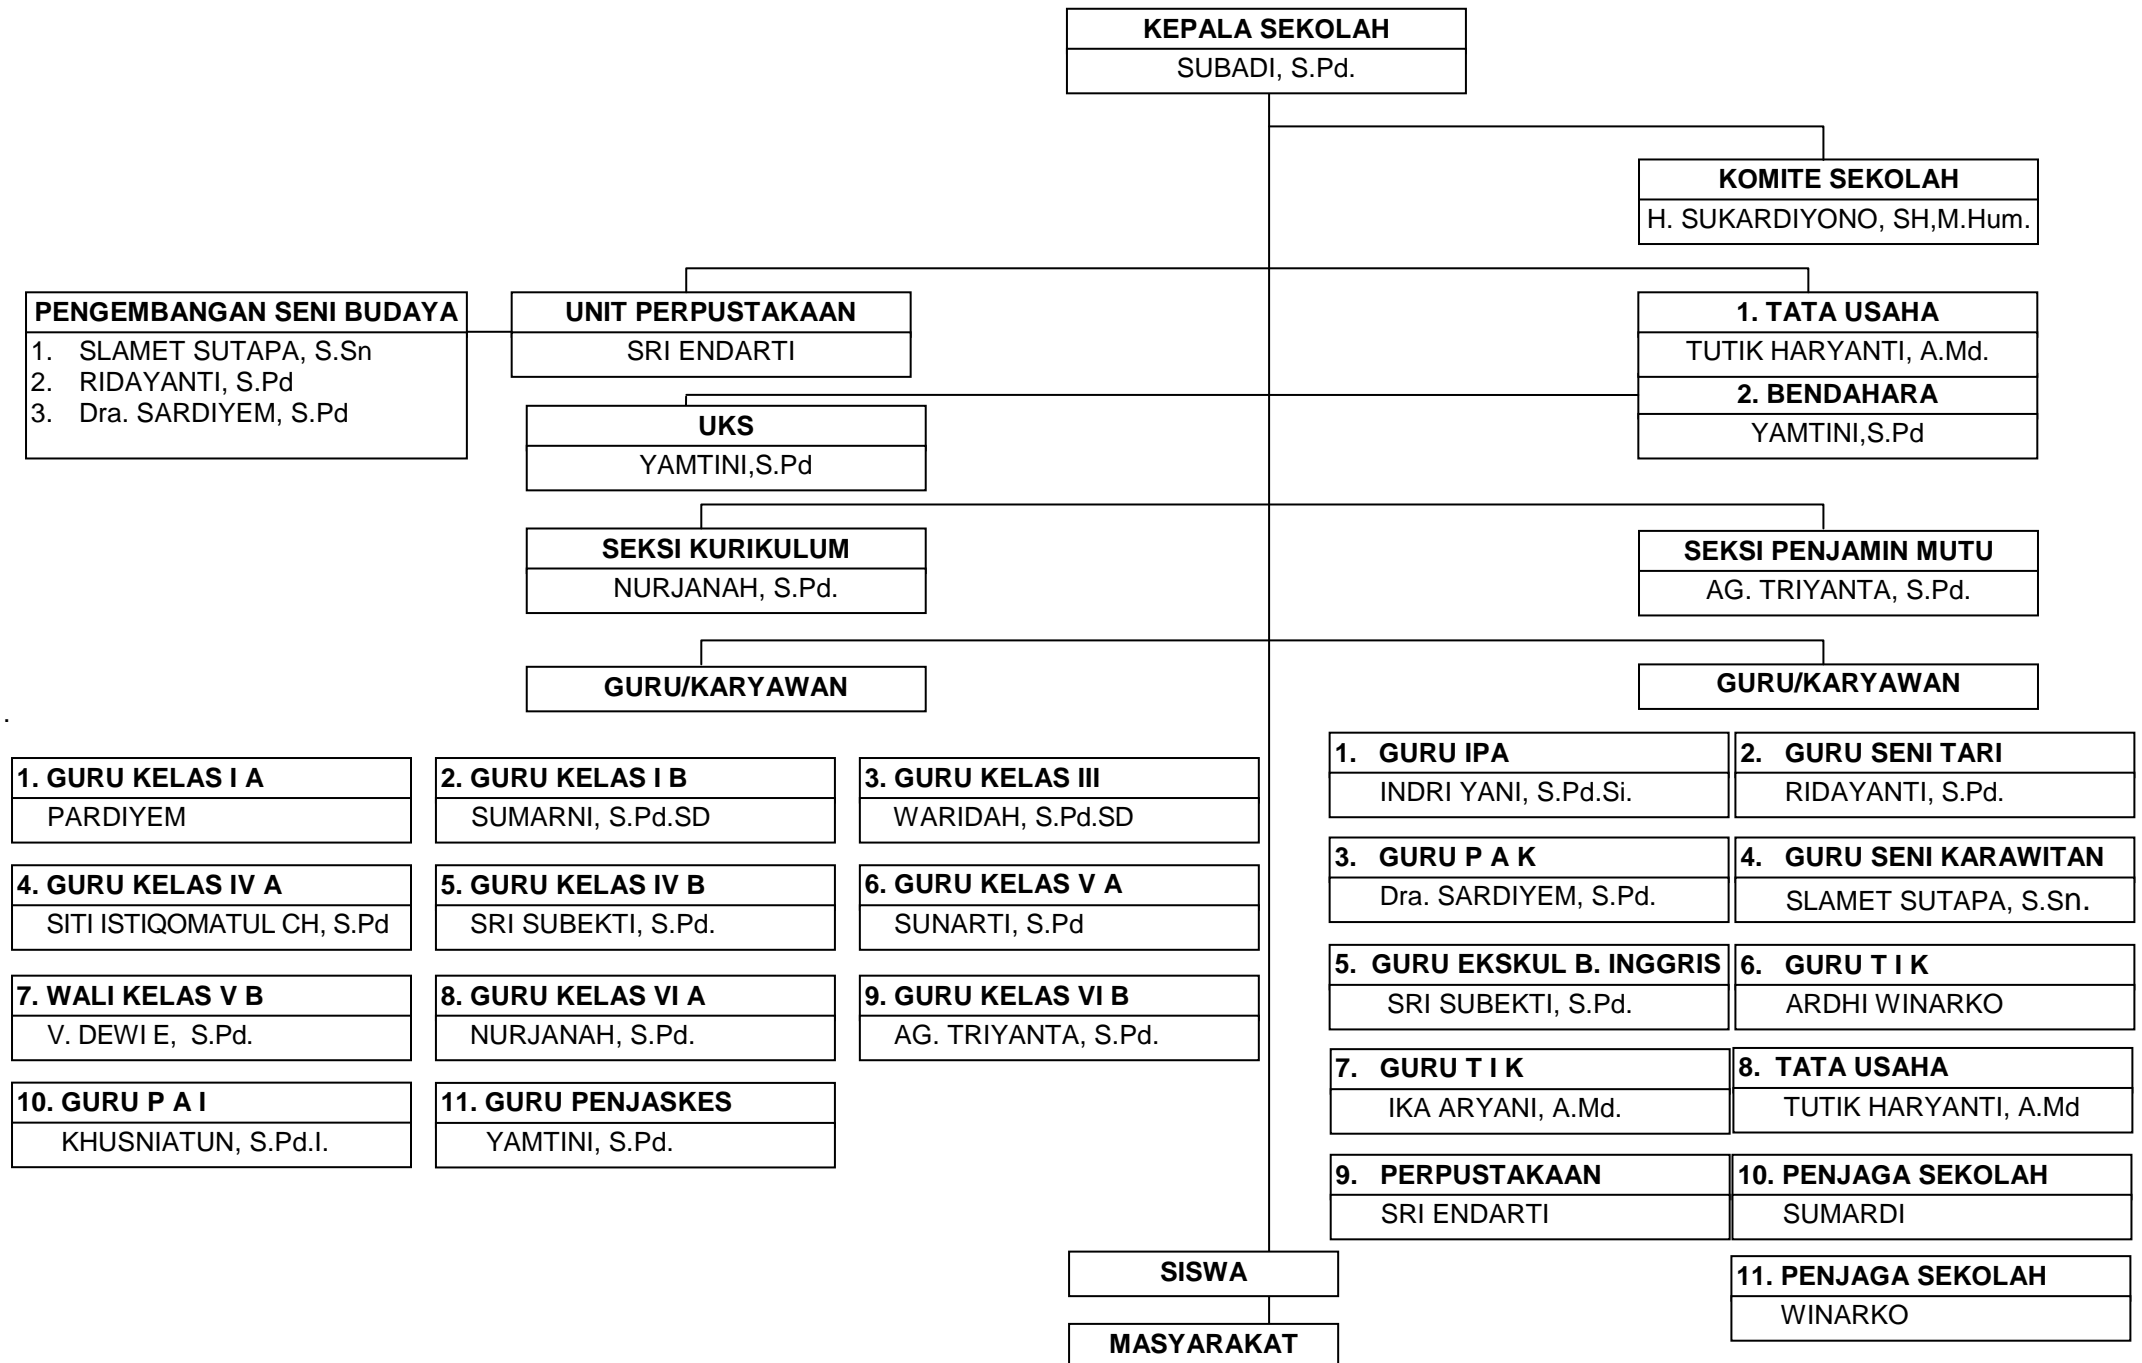 KEPALA SEKOLAH
SUBADI, S.Pd.
KOMITE SEKOLAH
H. SUKARDIYONO, SH,M.Hum.
PENGEMBANGAN SENI BUDAYA
1. SLAMET SUTAPA, S.Sn
2. RIDAYANTI, S.Pd
3. Dra. SARDIYEM, S.Pd
UNIT PERPUSTAKAAN
SRI ENDARTI
1. TATA USAHA
TUTIK HARYANTI, A.Md.
2. BENDAHARA
YAMTINI,S.Pd
UKS
YAMTINI,S.Pd
SEKSI KURIKULUM
NURJANAH, S.Pd.
SEKSI PENJAMIN MUTU
AG. TRIYANTA, S.Pd.
GURU/KARYAWAN
GURU/KARYAWAN
.
1. GURU KELAS I A
PARDIYEM
2. GURU KELAS I B
SUMARNI, S.Pd.SD
3. GURU KELAS III
WARIDAH, S.Pd.SD
4. GURU KELAS IV A
SITI ISTIQOMATUL CH, S.Pd
5. GURU KELAS IV B
SRI SUBEKTI, S.Pd.
6. GURU KELAS V A
SUNARTI, S.Pd
7. WALI KELAS V B
V. DEWI E, S.Pd.
8. GURU KELAS VI A
NURJANAH, S.Pd.
9. GURU KELAS VI B
AG. TRIYANTA, S.Pd.
10. GURU P A I
KHUSNIATUN, S.Pd.I.
11. GURU PENJASKES
YAMTINI, S.Pd.
1. GURU IPA
INDRI YANI, S.Pd.Si.
2. GURU SENI TARI
RIDAYANTI, S.Pd.
3. GURU P A K
Dra. SARDIYEM, S.Pd.
4. GURU SENI KARAWITAN
SLAMET SUTAPA, S.Sn.
5. GURU EKSKUL B. INGGRIS
SRI SUBEKTI, S.Pd.
6. GURU T I K
ARDHI WINARKO
7. GURU T I K
IKA ARYANI, A.Md.
8. TATA USAHA
TUTIK HARYANTI, A.Md
9. PERPUSTAKAAN
SRI ENDARTI
10. PENJAGA SEKOLAH
SUMARDI
11. PENJAGA SEKOLAH
WINARKO
SISWA
MASYARAKAT